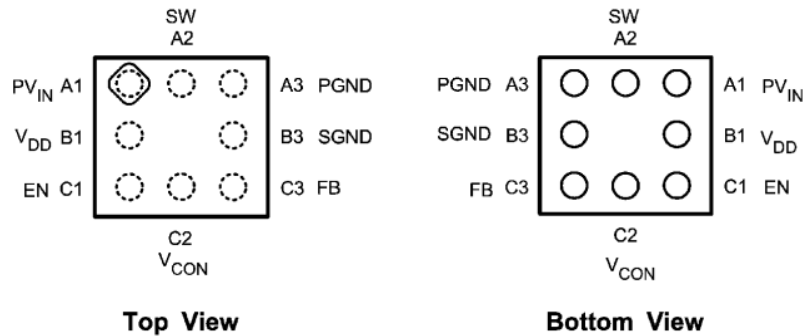 SW SW
A2 A2
PV_IN A1 A3 PGND PGND A3 A1 PV_IN
V_DD B1 B3 SGND SGND B3 B1 V_DD
EN C1 C3 FB FB C3 C1 EN
C2 C2
V_CON V_CON
Top View Bottom View